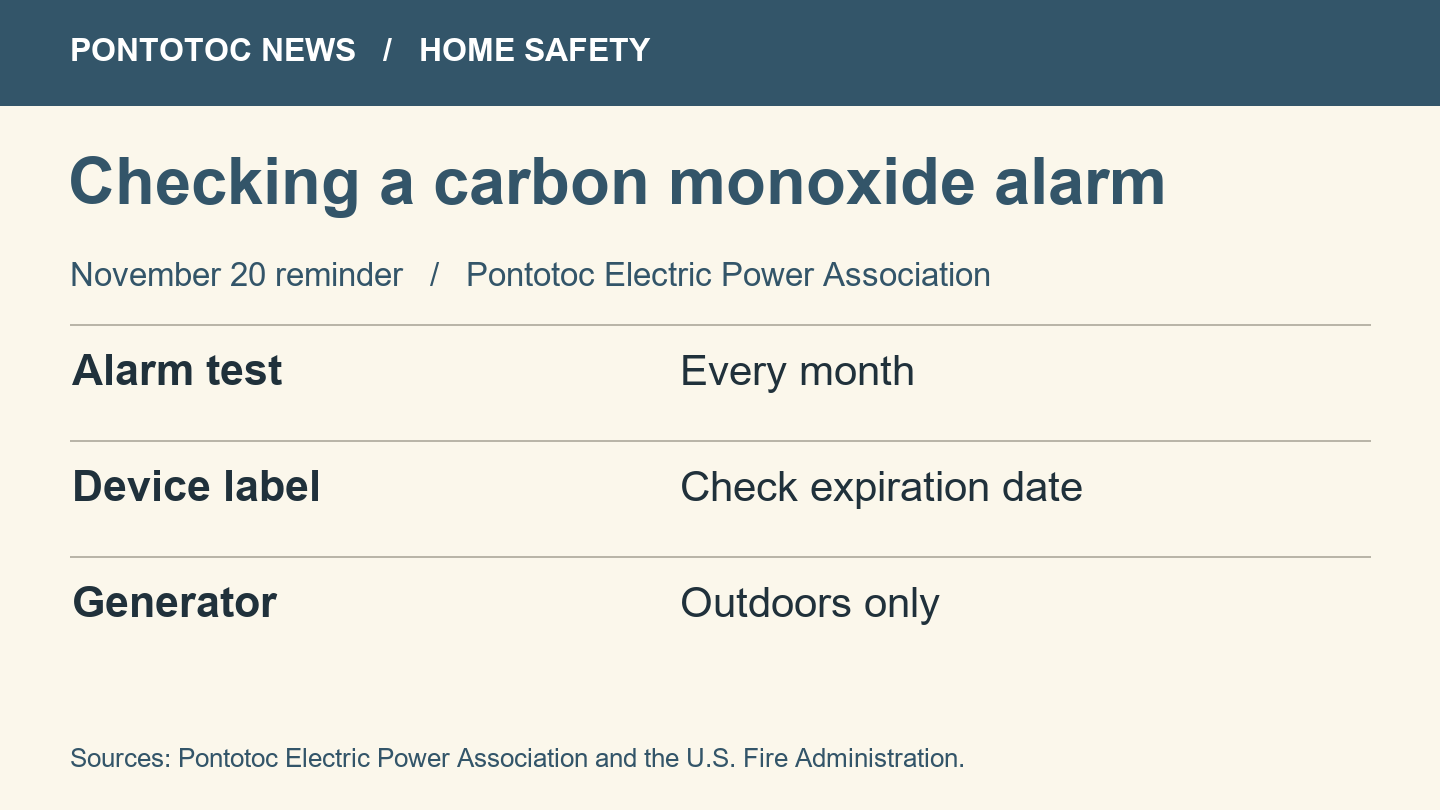 PONTOTOC NEWS / HOME SAFETY
Checking a carbon monoxide alarm
November 20 reminder / Pontotoc Electric Power Association
Alarm test Every month
Device label Check expiration date
Generator Outdoors only
Sources: Pontotoc Electric Power Association and the U.S. Fire Administration.